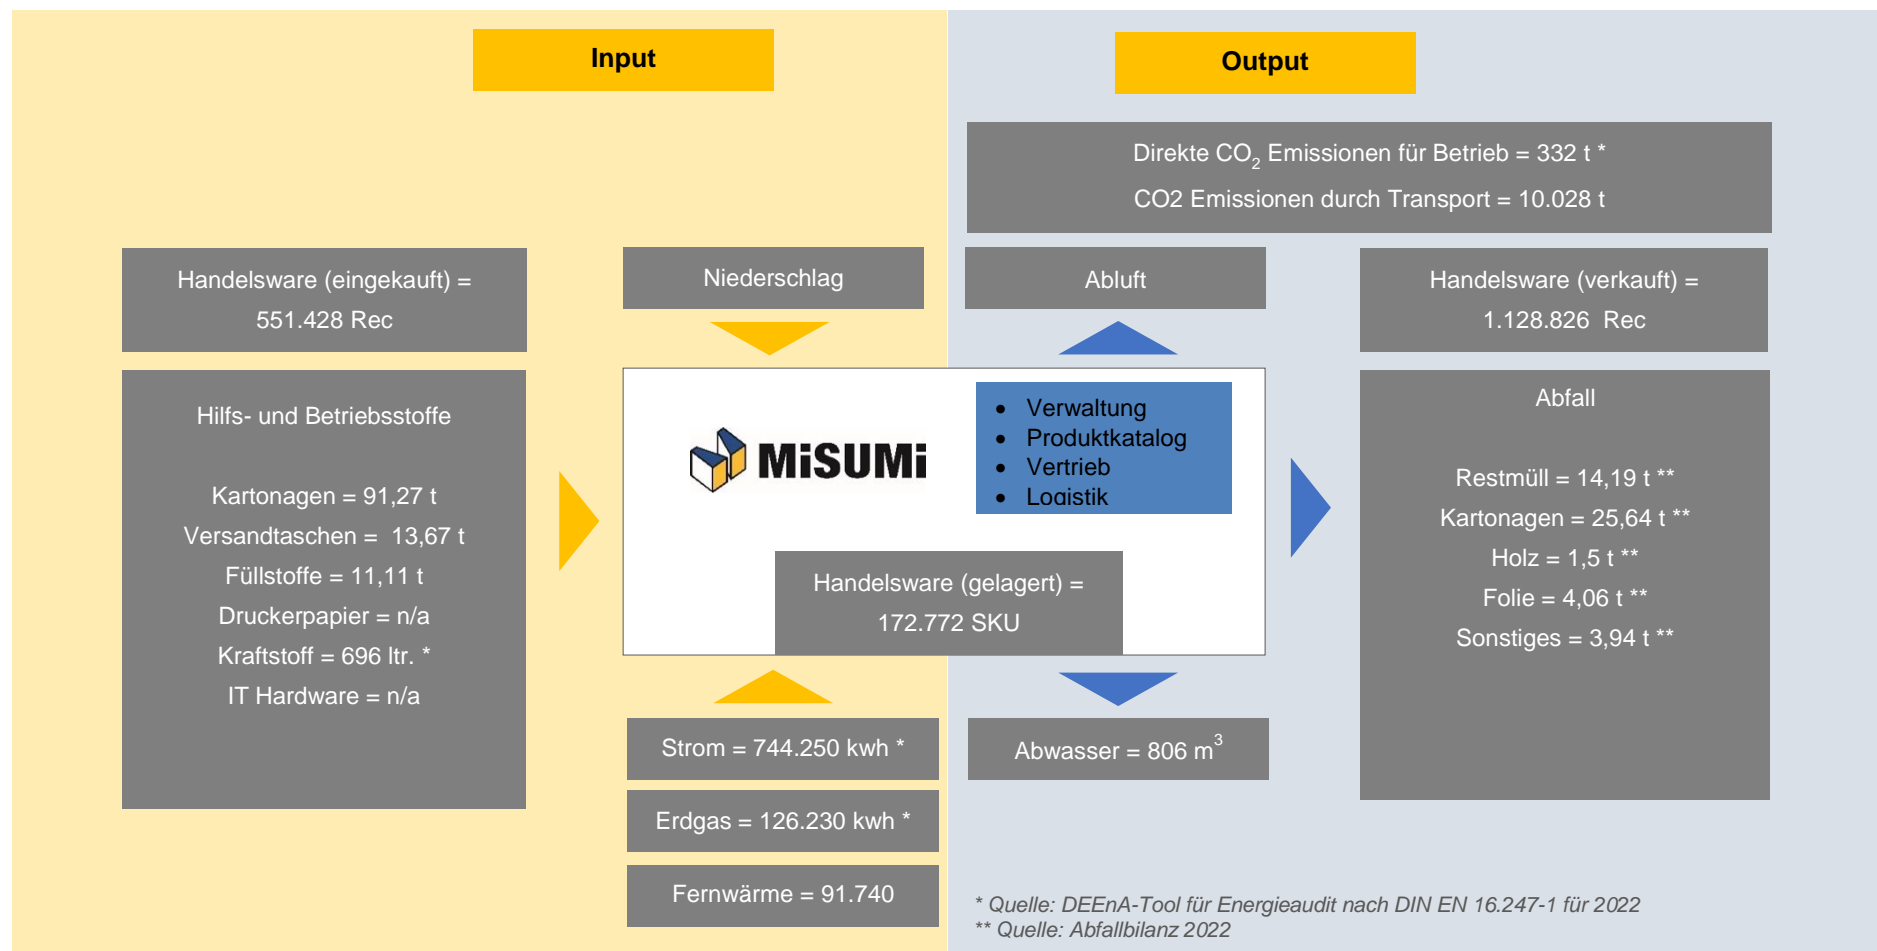 Input
Output
Direkte CO2 Emissionen für Betrieb = 332 t *
CO2 Emissionen durch Transport = 10.028 t
Handelsware (eingekauft) =
551.428 Rec
Niederschlag
Abluft
Handelsware (verkauft) =
1.128.826 Rec
Hilfs- und Betriebsstoffe
Kartonagen = 91,27 t
Versandtaschen = 13,67 t
Füllstoffe = 11,11 t
Druckerpapier = n/a
Kraftstoff = 696 ltr. *
IT Hardware = n/a
MiSUMi
• Verwaltung
• Produktkatalog
• Vertrieb
• Logistik
Handelsware (gelagert) =
172.772 SKU
Abfall
Restmüll = 14,19 t **
Kartonagen = 25,64 t **
Holz = 1,5 t **
Folie = 4,06 t **
Sonstiges = 3,94 t **
Strom = 744.250 kwh *
Erdgas = 126.230 kwh *
Fernwärme = 91.740
Abwasser = 806 m³
* Quelle: DEEnA-Tool für Energieaudit nach DIN EN 16.247-1 für 2022
** Quelle: Abfallbilanz 2022